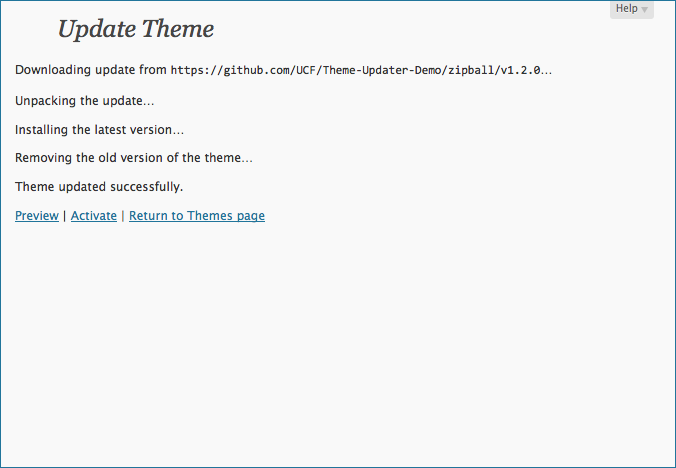 Help
Update Theme
Downloading update from https://github.com/UCF/Theme-Updater-Demo/zipball/v1.2.0…
Unpacking the update…
Installing the latest version…
Removing the old version of the theme…
Theme updated successfully.
Preview | Activate | Return to Themes page